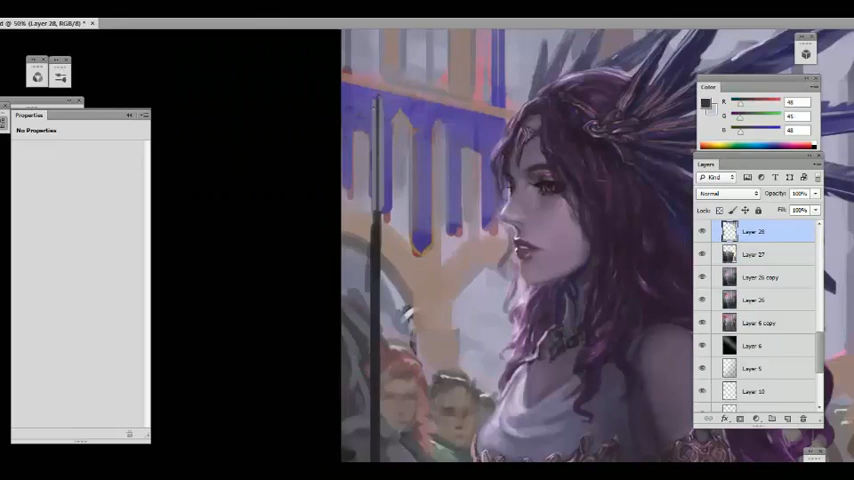 d @ 50% (Layer 28, RGB/8) *
Properties
No Properties
Color
R 46
G 45
B 48
Layers
Kind
Normal Opacity: 100%
Lock: Fill: 100%
Layer 28
Layer 27
Layer 26 copy
Layer 26
Layer 6 copy
Layer 6
Layer 5
Layer 10